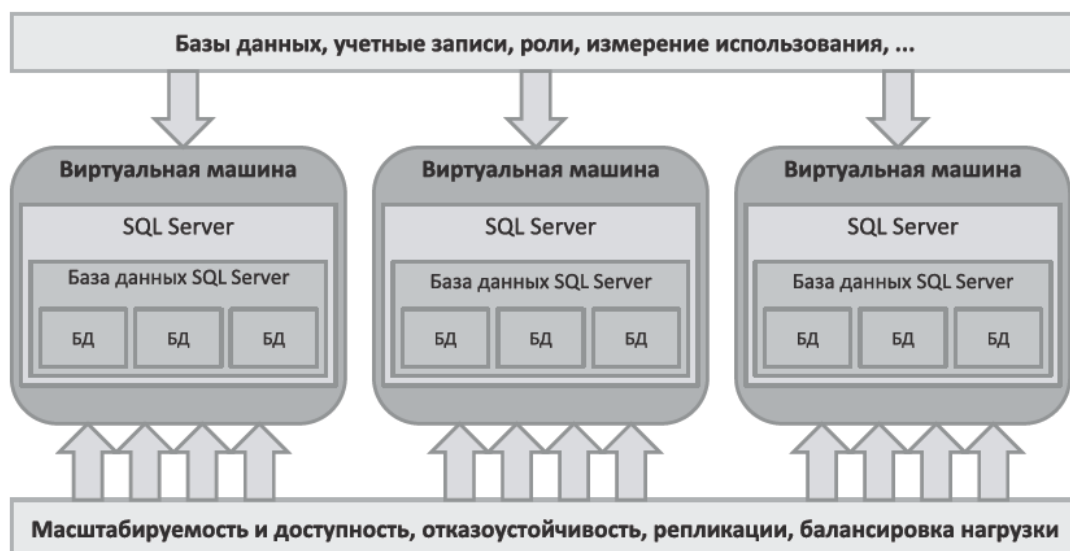 Базы данных, учетные записи, роли, измерение использования, ...
Виртуальная машина
SQL Server
База данных SQL Server
БД
БД
БД
Виртуальная машина
SQL Server
База данных SQL Server
БД
БД
БД
Виртуальная машина
SQL Server
База данных SQL Server
БД
БД
БД
Масштабируемость и доступность, отказоустойчивость, репликации, балансировка нагрузки